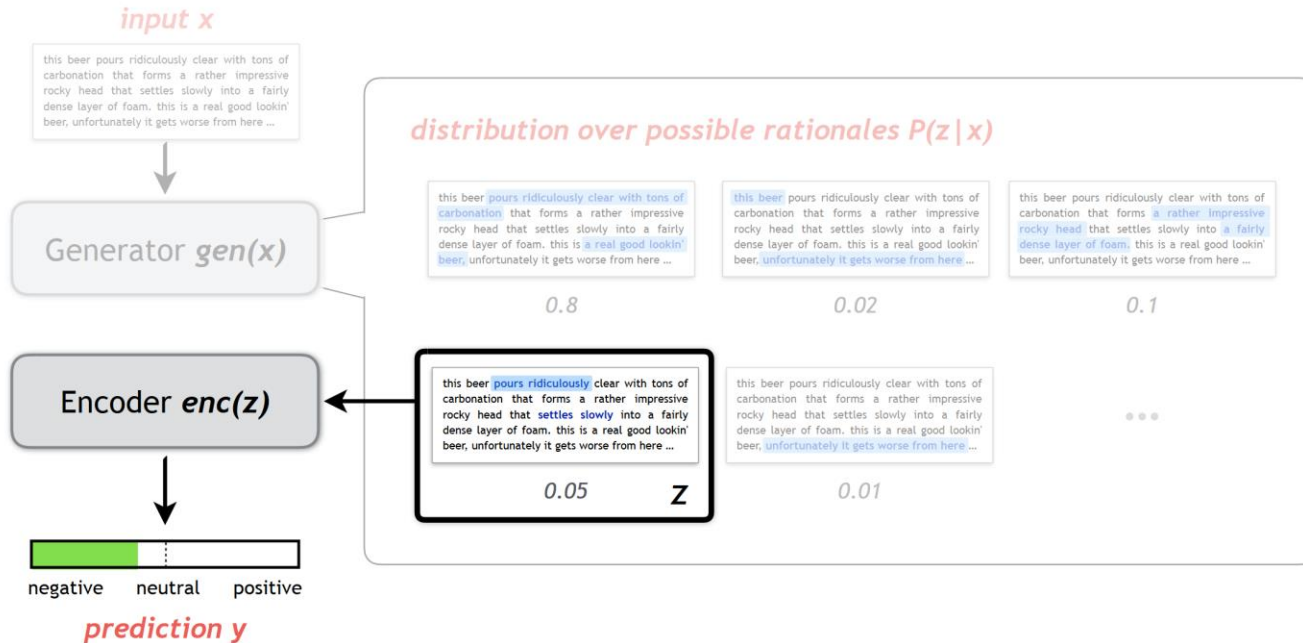 input x
this beer pours ridiculously clear with tons of
carbonation that forms a rather impressive
rocky head that settles slowly into a fairly
dense layer of foam. this is a real good lookin'
beer, unfortunately it gets worse from here ...
Generator gen(x)
distribution over possible rationales P(z|x)
this beer pours ridiculously clear with tons of
carbonation that forms a rather impressive
rocky head that settles slowly into a fairly
dense layer of foam. this is a real good lookin'
beer, unfortunately it gets worse from here ...
0.8
this beer pours ridiculously clear with tons of
carbonation that forms a rather impressive
rocky head that settles slowly into a fairly
dense layer of foam. this is a real good lookin'
beer, unfortunately it gets worse from here ...
0.02
this beer pours ridiculously clear with tons of
carbonation that forms a rather impressive
rocky head that settles slowly into a fairly
dense layer of foam. this is a real good lookin'
beer, unfortunately it gets worse from here ...
0.1
this beer pours ridiculously clear with tons of
carbonation that forms a rather impressive
rocky head that settles slowly into a fairly
dense layer of foam. this is a real good lookin'
beer, unfortunately it gets worse from here ...
0.05
z
this beer pours ridiculously clear with tons of
carbonation that forms a rather impressive
rocky head that settles slowly into a fairly
dense layer of foam. this is a real good lookin'
beer, unfortunately it gets worse from here ...
0.01
...
Encoder enc(z)
negative neutral positive
prediction y